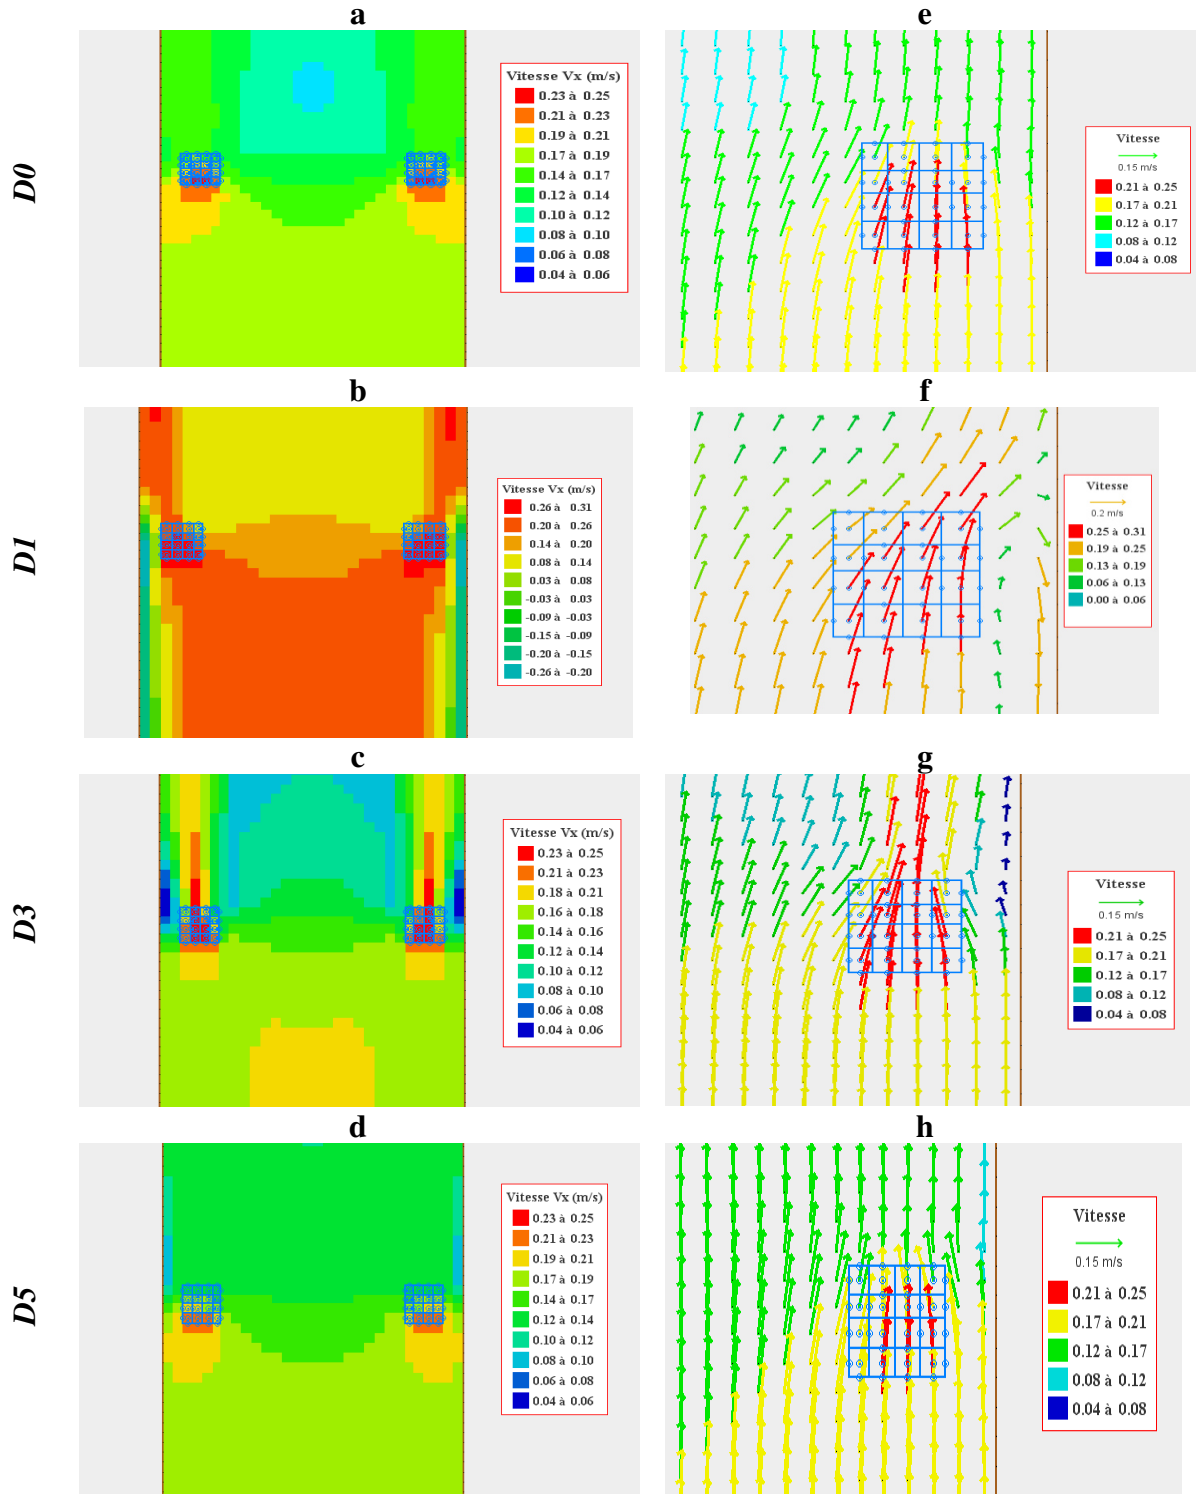 a
e
D0
Vitesse Vx (m/s)
0.23 à 0.25
0.21 à 0.23
0.19 à 0.21
0.17 à 0.19
0.14 à 0.17
0.12 à 0.14
0.10 à 0.12
0.08 à 0.10
0.06 à 0.08
0.04 à 0.06
Vitesse
0.15 m/s
0.21 à 0.25
0.17 à 0.21
0.12 à 0.17
0.08 à 0.12
0.04 à 0.08
b
f
D1
Vitesse Vx (m/s)
0.26 à 0.31
0.20 à 0.26
0.14 à 0.20
0.08 à 0.14
0.03 à 0.08
-0.03 à 0.03
-0.09 à -0.03
-0.15 à -0.09
-0.20 à -0.15
-0.26 à -0.20
Vitesse
0.2 m/s
0.25 à 0.31
0.19 à 0.25
0.13 à 0.19
0.06 à 0.13
0.00 à 0.06
c
g
D3
Vitesse Vx (m/s)
0.23 à 0.25
0.21 à 0.23
0.18 à 0.21
0.16 à 0.18
0.14 à 0.16
0.12 à 0.14
0.10 à 0.12
0.08 à 0.10
0.06 à 0.08
0.04 à 0.06
Vitesse
0.15 m/s
0.21 à 0.25
0.17 à 0.21
0.12 à 0.17
0.08 à 0.12
0.04 à 0.08
d
h
D5
Vitesse Vx (m/s)
0.23 à 0.25
0.21 à 0.23
0.19 à 0.21
0.17 à 0.19
0.14 à 0.17
0.12 à 0.14
0.10 à 0.12
0.08 à 0.10
0.06 à 0.08
0.04 à 0.06
Vitesse
0.15 m/s
0.21 à 0.25
0.17 à 0.21
0.12 à 0.17
0.08 à 0.12
0.04 à 0.08